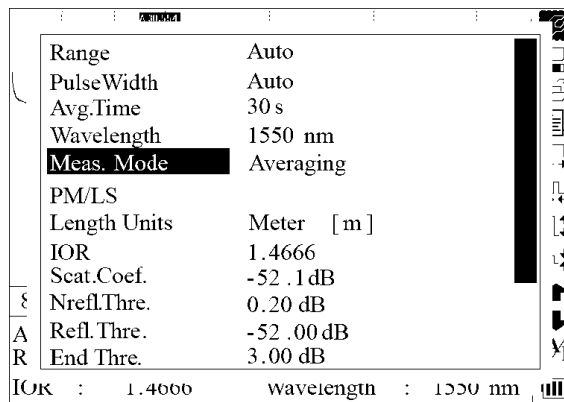 Range Auto
PulseWidth Auto
Avg.Time 30 s
Wavelength 1550 nm
Meas. Mode Averaging
PM/LS
Length Units Meter [ m ]
IOR 1.4666
Scat.Coef. -52 .1 dB
Nrefl.Thre. 0.20 dB
Refl. Thre. -52 .00 dB
End Thre. 3.00 dB
A
R
IOR : 1.4666 Wavelength : 1550 nm